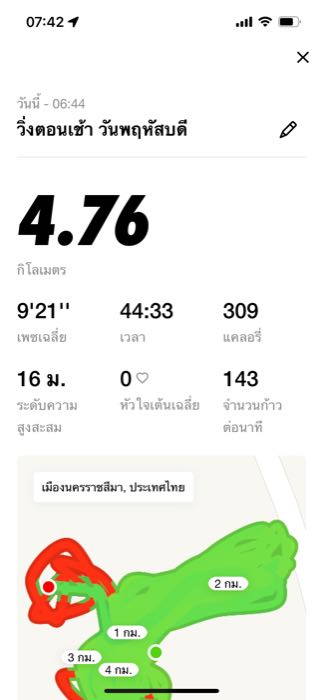 07:42
วันนี้ - 06:44
วิ่งตอนเช้า วันพฤหัสบดี
4.76
กิโลเมตร
9'21'' 44:33 309
เพซเฉลี่ย เวลา แคลอรี่
16 ม. 0 143
ระดับความ หัวใจเต้นเฉลี่ย จำนวนก้าว
สูงสะสม ต่อนาที
เมืองนครราชสีมา, ประเทศไทย
2 กม.
1 กม.
3 กม.
4 กม.